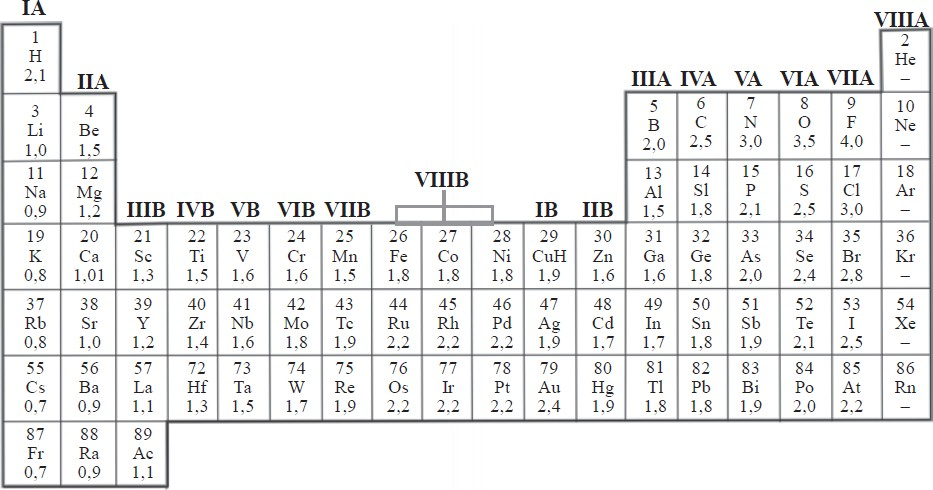 IA VIIIA
1 2
H He
2,1 IIA IIIA IVA VA VIA VIIA –
3 4 5 6 7 8 9 10
Li Be B C N O F Ne
1,0 1,5 2,0 2,5 3,0 3,5 4,0 –
11 12 VIIIB 13 14 15 16 17 18
Na Mg Al Sl P S Cl Ar
0,9 1,2 IIIB IVB VB VIB VIIB IB IIB 1,5 1,8 2,1 2,5 3,0 –
19 20 21 22 23 24 25 26 27 28 29 30 31 32 33 34 35 36
K Ca Sc Ti V Cr Mn Fe Co Ni CuH Zn Ga Ge As Se Br Kr
0,8 1,01 1,3 1,5 1,6 1,6 1,5 1,8 1,8 1,8 1,9 1,6 1,6 1,8 2,0 2,4 2,8 –
37 38 39 40 41 42 43 44 45 46 47 48 49 50 51 52 53 54
Rb Sr Y Zr Nb Mo Tc Ru Rh Pd Ag Cd In Sn Sb Te I Xe
0,8 1,0 1,2 1,4 1,6 1,8 1,9 2,2 2,2 2,2 1,9 1,7 1,7 1,8 1,9 2,1 2,5 –
55 56 57 72 73 74 75 76 77 78 79 80 81 82 83 84 85 86
Cs Ba La Hf Ta W Re Os Ir Pt Au Hg Tl Pb Bi Po At Rn
0,7 0,9 1,1 1,3 1,5 1,7 1,9 2,2 2,2 2,2 2,4 1,9 1,8 1,8 1,9 2,0 2,2 –
87 88 89
Fr Ra Ac
0,7 0,9 1,1